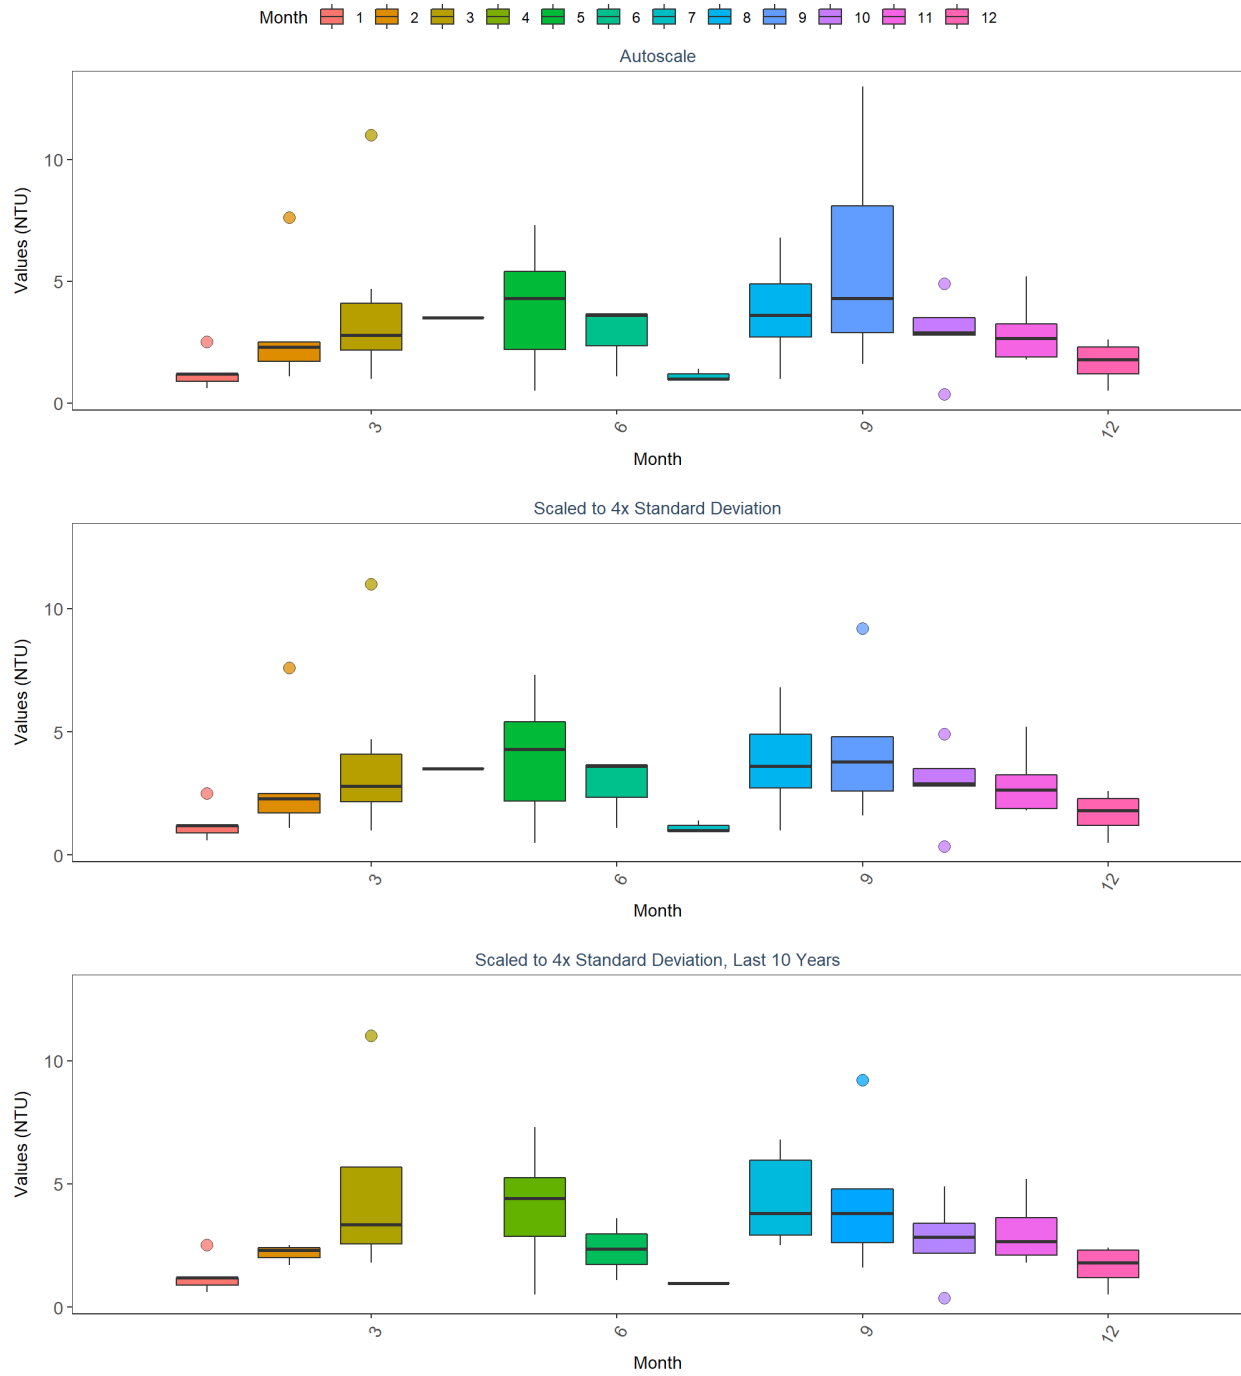 Month 1 2 3 4 5 6 7 8 9 10 11 12
Autoscale
Values (NTU)
10
5
0
3 6 9 12
Month
Scaled to 4x Standard Deviation
Values (NTU)
10
5
0
3 6 9 12
Month
Scaled to 4x Standard Deviation, Last 10 Years
Values (NTU)
10
5
0
3 6 9 12
Month